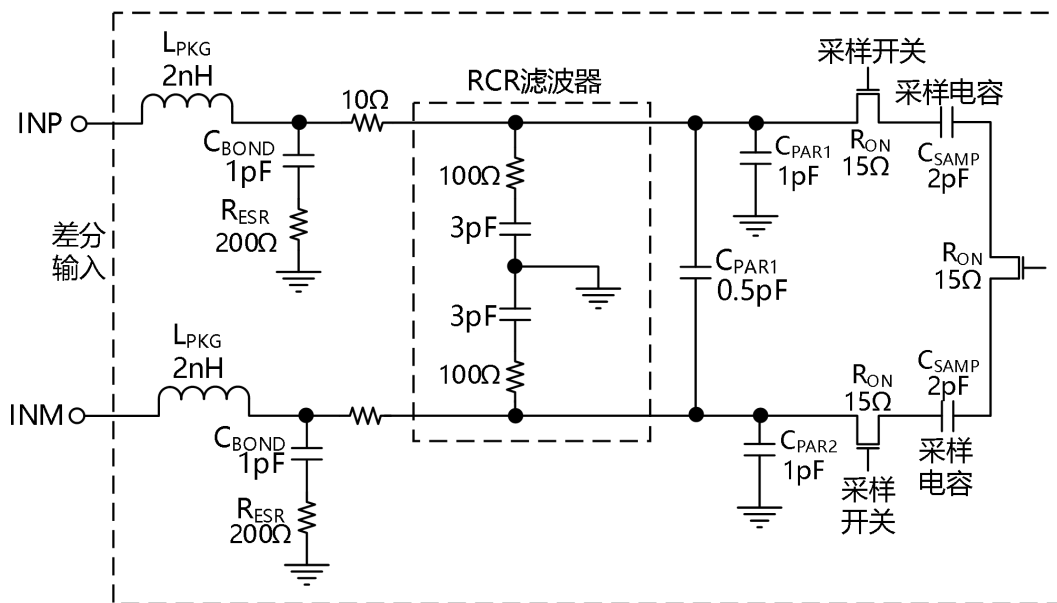 LPKG
2nH
INP
CBOND
1pF
RESR
200Ω
10Ω
RCR滤波器
100Ω
3pF
3pF
100Ω
CPAR1
0.5pF
CPAR1
1pF
采样开关
RON
15Ω
采样电容
CSAMP
2pF
RON
15Ω
差分
输入
LPKG
2nH
INM
CBOND
1pF
RESR
200Ω
CPAR2
1pF
RON
15Ω
采样
开关
CSAMP
2pF
采样
电容